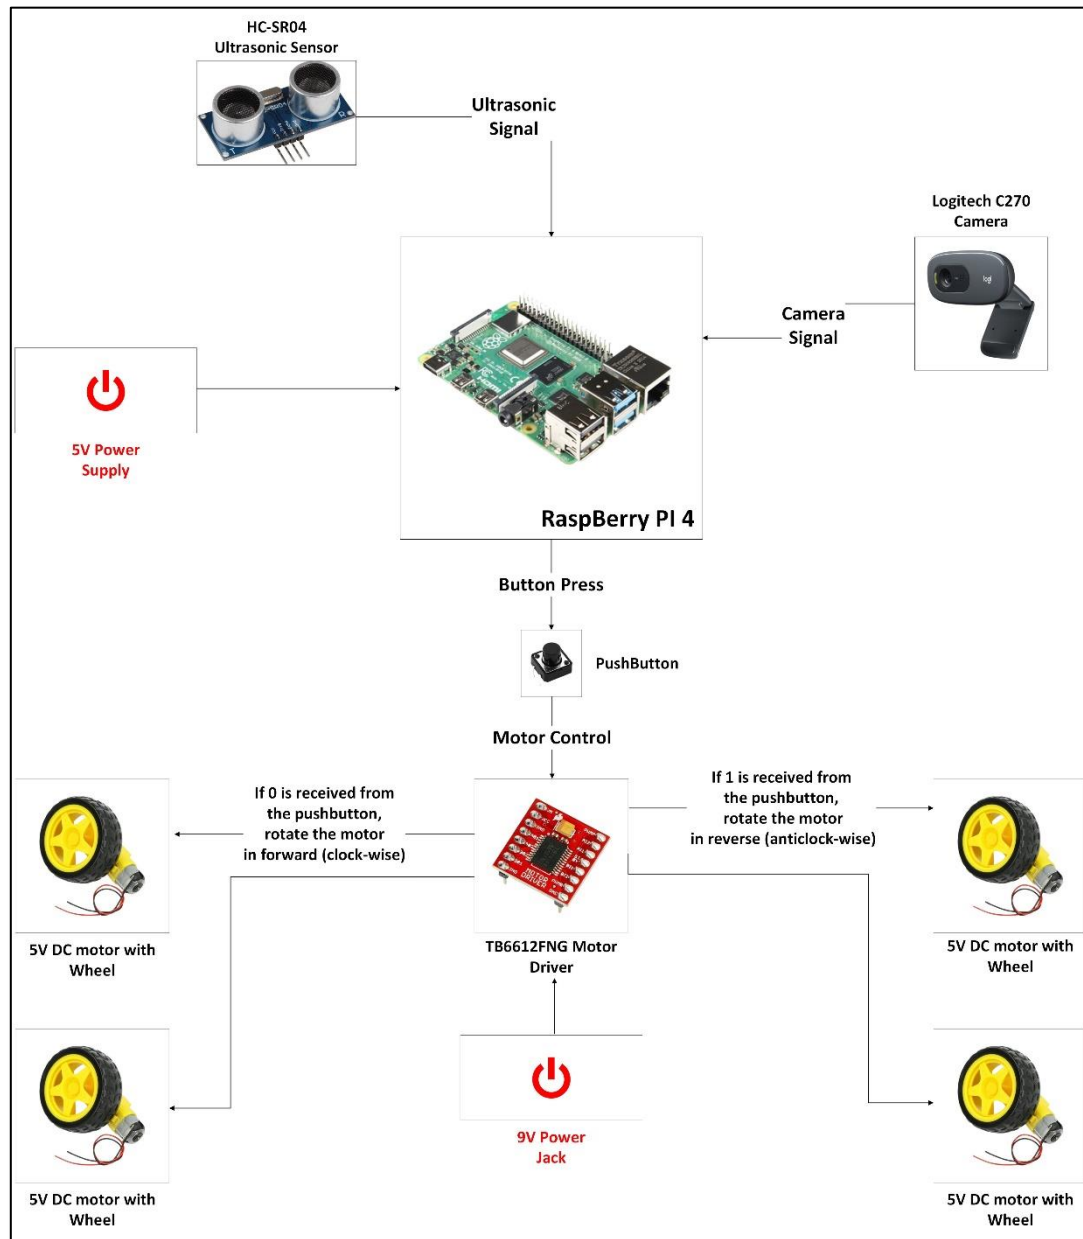 HC-SR04
Ultrasonic Sensor
Ultrasonic
Signal
T
R
Logitech C270
Camera
logi
Camera
Signal
5V Power
Supply
HDMI
RaspBerry PI 4
Button Press
PushButton
Motor Control
If 0 is received from
the pushbutton,
rotate the motor
in forward (clock-wise)
If 1 is received from
the pushbutton,
rotate the motor
in reverse (anticlock-wise)
MOTOR
DRIVER
5V DC motor with
Wheel
TB6612FNG Motor
Driver
5V DC motor with
Wheel
9V Power
Jack
5V DC motor with
Wheel
5V DC motor with
Wheel